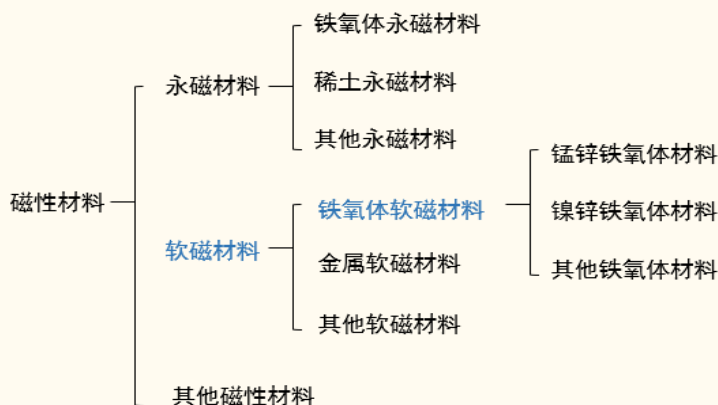 铁氧体永磁材料
永磁材料
稀土永磁材料
其他永磁材料
锰锌铁氧体材料
磁性材料
铁氧体软磁材料
镍锌铁氧体材料
软磁材料
金属软磁材料
其他铁氧体材料
其他软磁材料
其他磁性材料